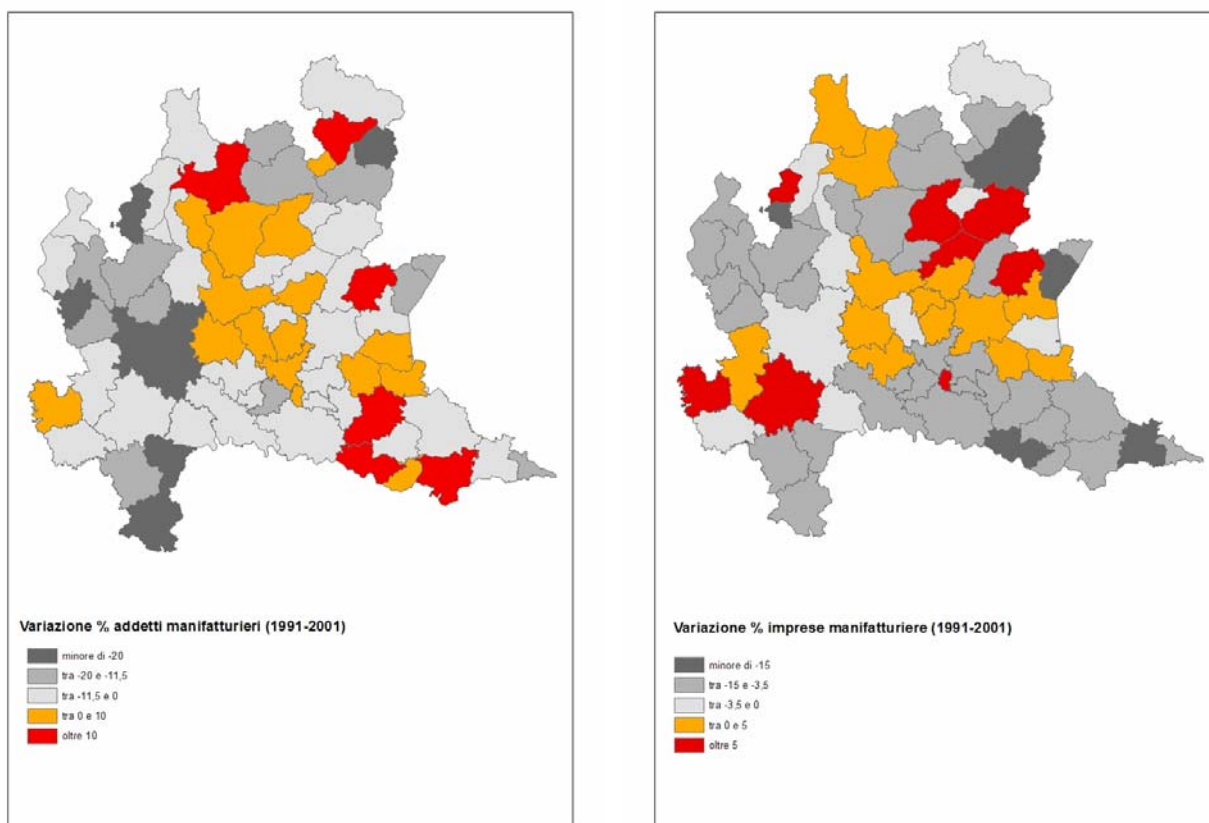 Variazione % addetti manifatturieri (1991-2001)
minore di -20
tra -20 e -11,5
tra -11,5 e 0
tra 0 e 10
oltre 10
Variazione % imprese manifatturiere (1991-2001)
minore di -15
tra -15 e -3,5
tra -3,5 e 0
tra 0 e 5
oltre 5